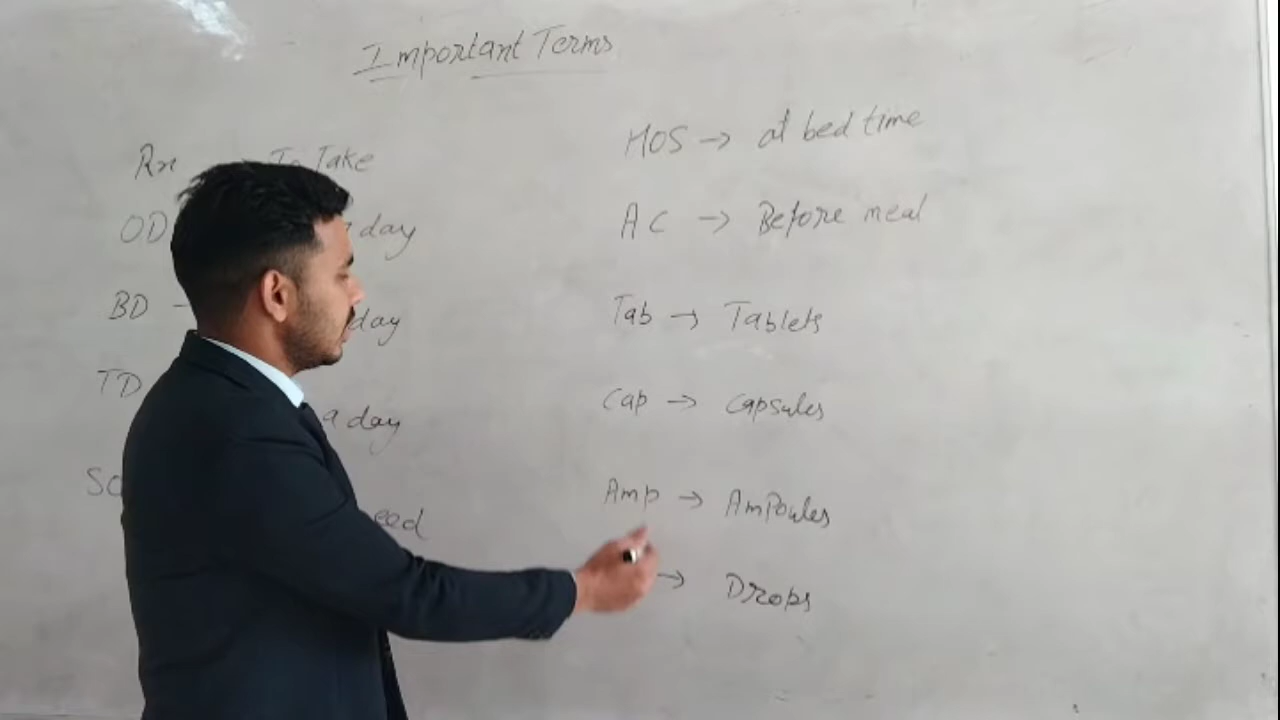 Important Terms
Rx To Take
OD day
BD - day
TD a day
eed
HOS → at bed time
AC → Before meal
Tab → Tablets
Cap → Capsules
Amp → Ampoules
→ Drops